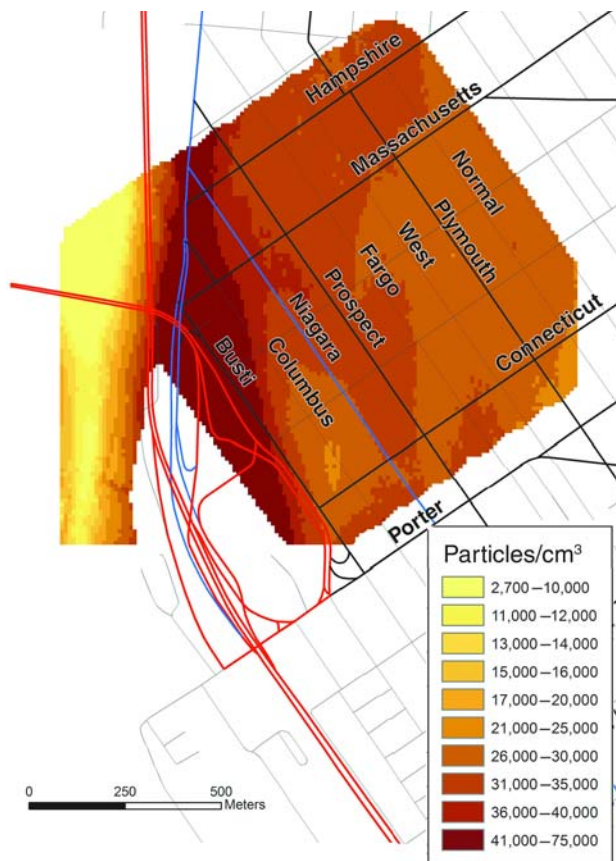 Hampshire
Massachusetts
Normal
Plymouth
West
Fargo
Prospect
Niagara
Columbus
Busti
Connecticut
Porter
Particles/cm³
2,700–10,000
11,000–12,000
13,000–14,000
15,000–16,000
17,000–20,000
21,000–25,000
26,000–30,000
31,000–35,000
36,000–40,000
41,000–75,000
0 250 500
Meters